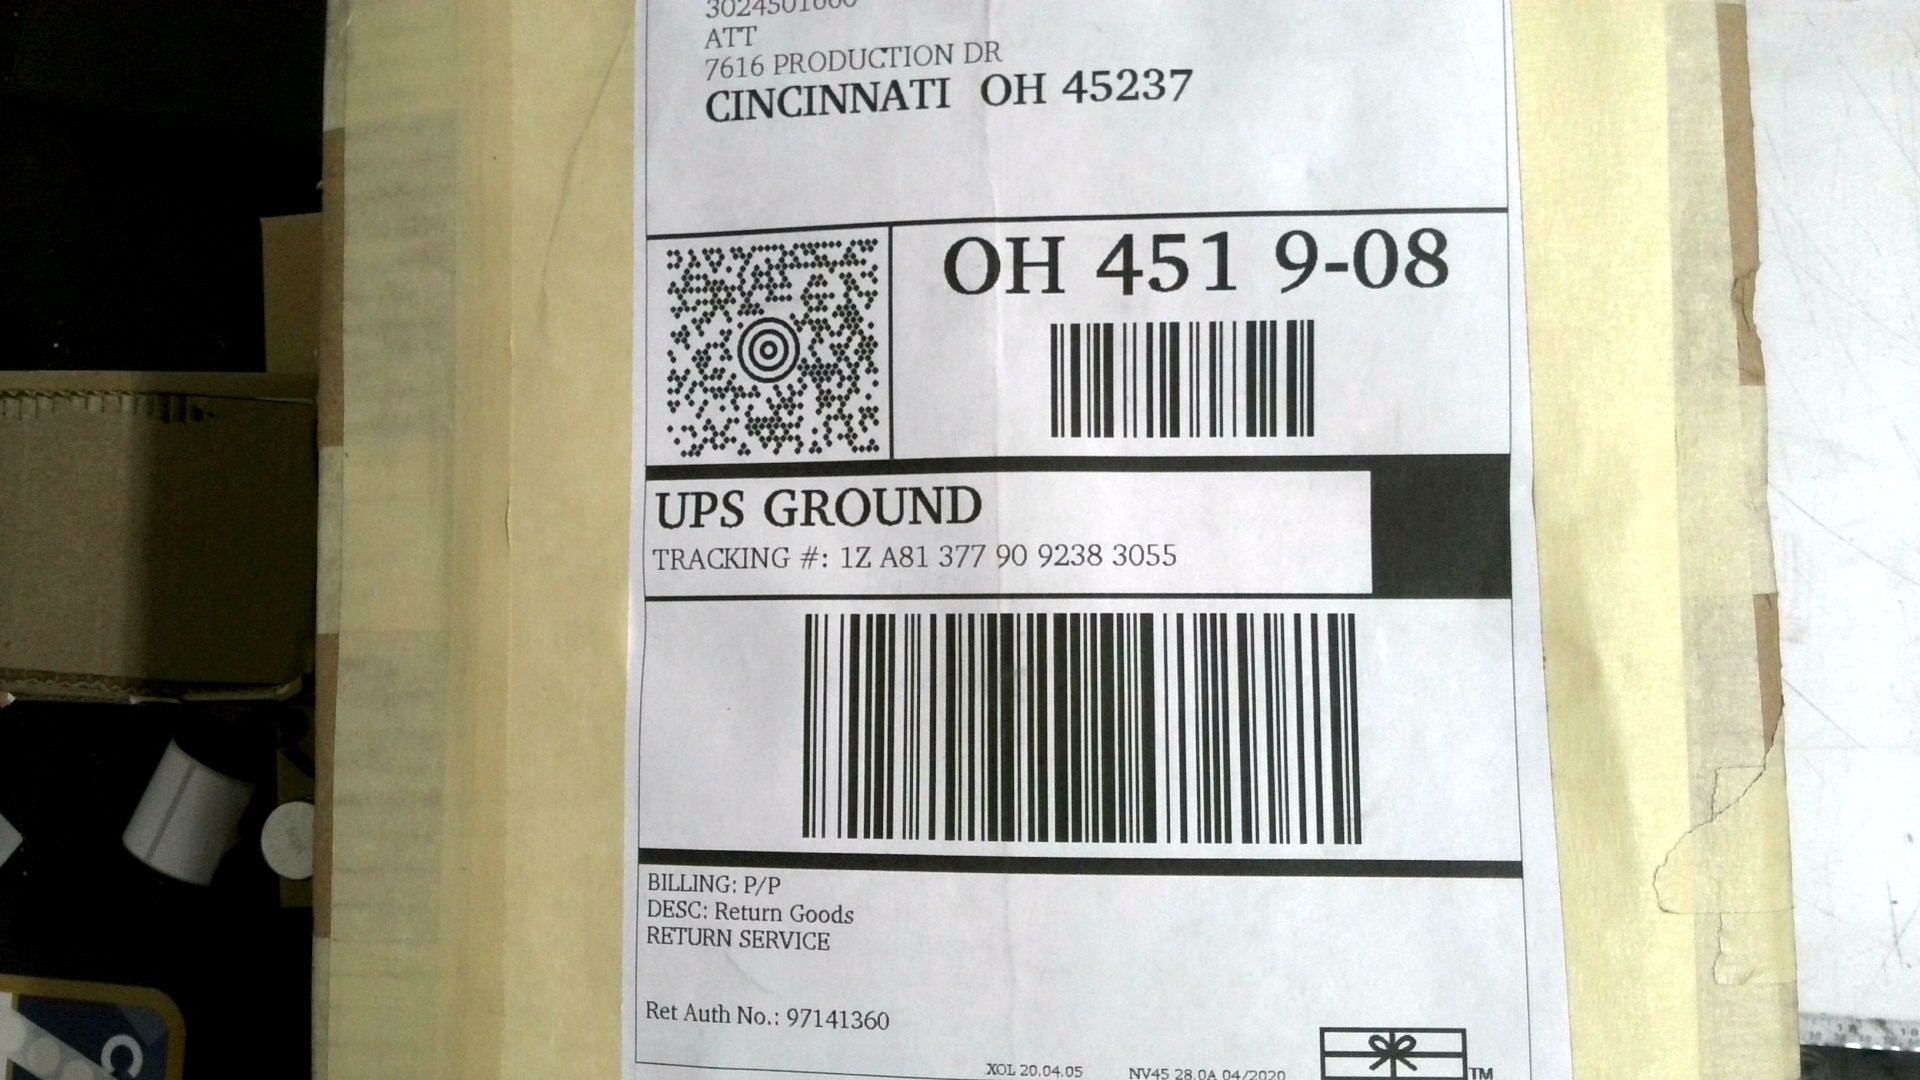 ATT
7616 PRODUCTION DR
CINCINNATI OH 45237
OH 451 9-08
UPS GROUND
TRACKING #: 1Z A81 377 90 9238 3055
BILLING: P/P
DESC: Return Goods
RETURN SERVICE
Ret Auth No.: 97141360
XOL 20.04.05
NV45 28.0A 04/2020
TM